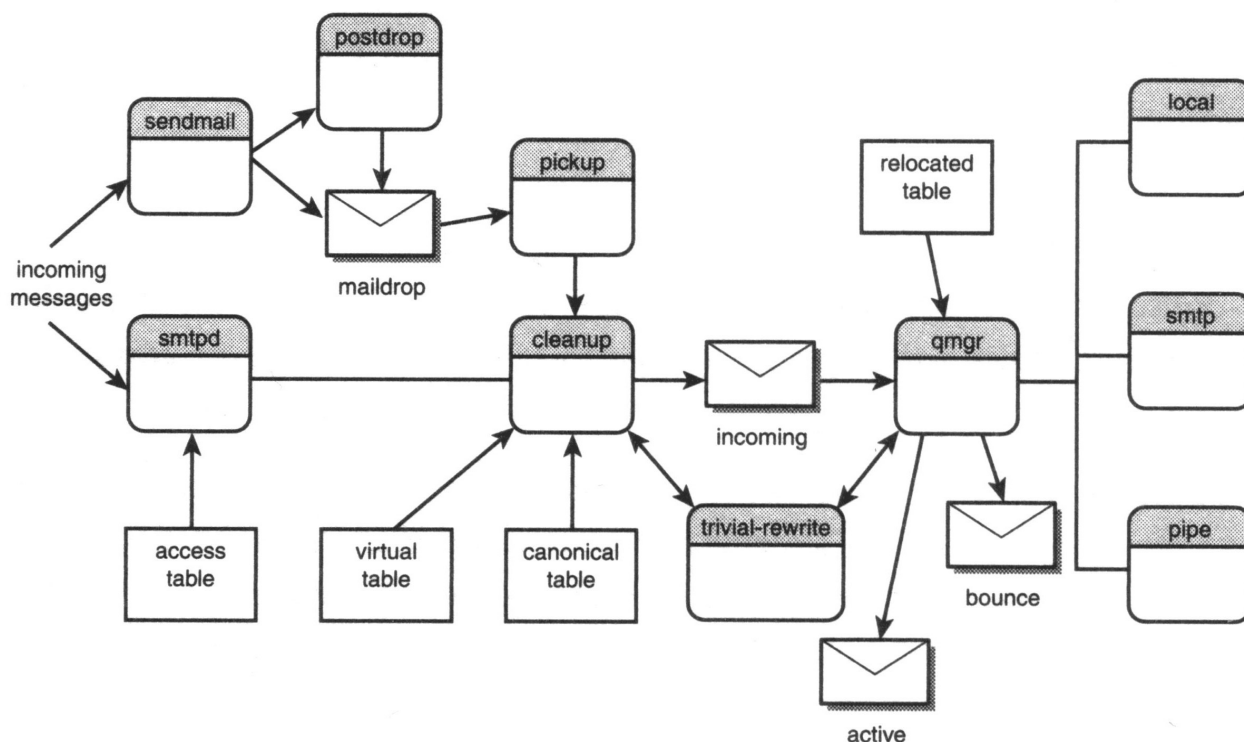 postdrop
sendmail
local
pickup
relocated
table
incoming
messages
maildrop
smtpd
cleanup
qmgr
smtp
incoming
access
table
virtual
table
canonical
table
trivial-rewrite
pipe
bounce
active